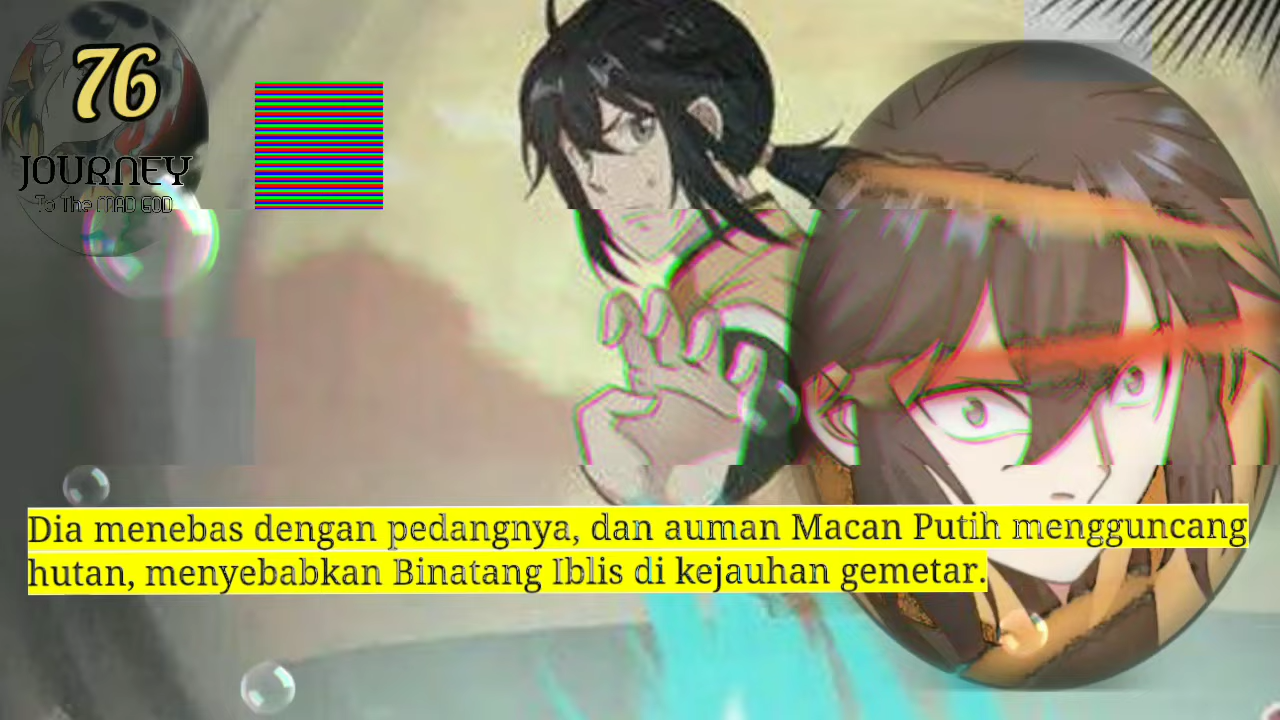 76
JOURNEY
To The MAD GOD
Dia menebas dengan pedangnya, dan auman Macan Putih mengguncang
hutan, menyebabkan Binatang Iblis di kejauhan gemetar.